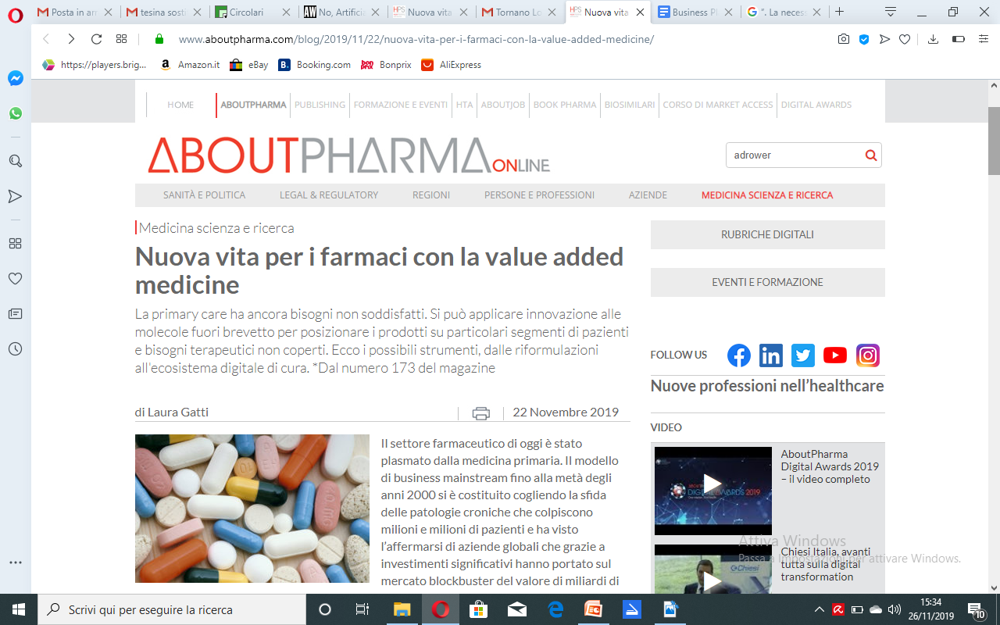 Posta in arr
tesina sosti
Circolari
No, Artificia
Nuova vita
Tornano Lo
Nuova vita
Business Pl
". La necess
www.aboutpharma.com/blog/2019/11/22/nuova-vita-per-i-farmaci-con-la-value-added-medicine/
https://players.brig...
Amazon.it
eBay
Booking.com
Bonprix
AliExpress
HOME
ABOUTPHARMA
PUBLISHING
FORMAZIONE E EVENTI
HTA
ABOUTJOB
BOOK PHARMA
BIOSIMILARI
CORSO DI MARKET ACCESS
DIGITAL AWARDS
ABOUTPHARMA ONLINE
adrower
SANITÀ E POLITICA
LEGAL & REGULATORY
REGIONI
PERSONE E PROFESSIONI
AZIENDE
MEDICINA SCIENZA E RICERCA
Medicina scienza e ricerca
Nuova vita per i farmaci con la value added
medicine
La primary care ha ancora bisogni non soddisfatti. Si può applicare innovazione alle
molecole fuori brevetto per posizionare i prodotti su particolari segmenti di pazienti
e bisogni terapeutici non coperti. Ecco i possibili strumenti, dalle riformulazioni
all'ecosistema digitale di cura. *Dal numero 173 del magazine
di Laura Gatti
22 Novembre 2019
Il settore farmaceutico di oggi è stato
plasmato dalla medicina primaria. Il modello
di business mainstream fino alla metà degli
anni 2000 si è costituito cogliendo la sfida
delle patologie croniche che colpiscono
milioni e milioni di pazienti e ha visto
l'affermarsi di aziende globali che grazie a
investimenti significativi hanno portato sul
mercato blockbuster del valore di miliardi di
RUBRICHE DIGITALI
EVENTI E FORMAZIONE
FOLLOW US
Nuove professioni nell'healthcare
VIDEO
AboutPharma
Digital Awards 2019
– il video completo
Chiesi Italia, avanti
tutta sulla digital
transformation
Attiva Windows
Passa a Impostazioni per attivare Windows.
Scrivi qui per eseguire la ricerca
15:34
26/11/2019
10